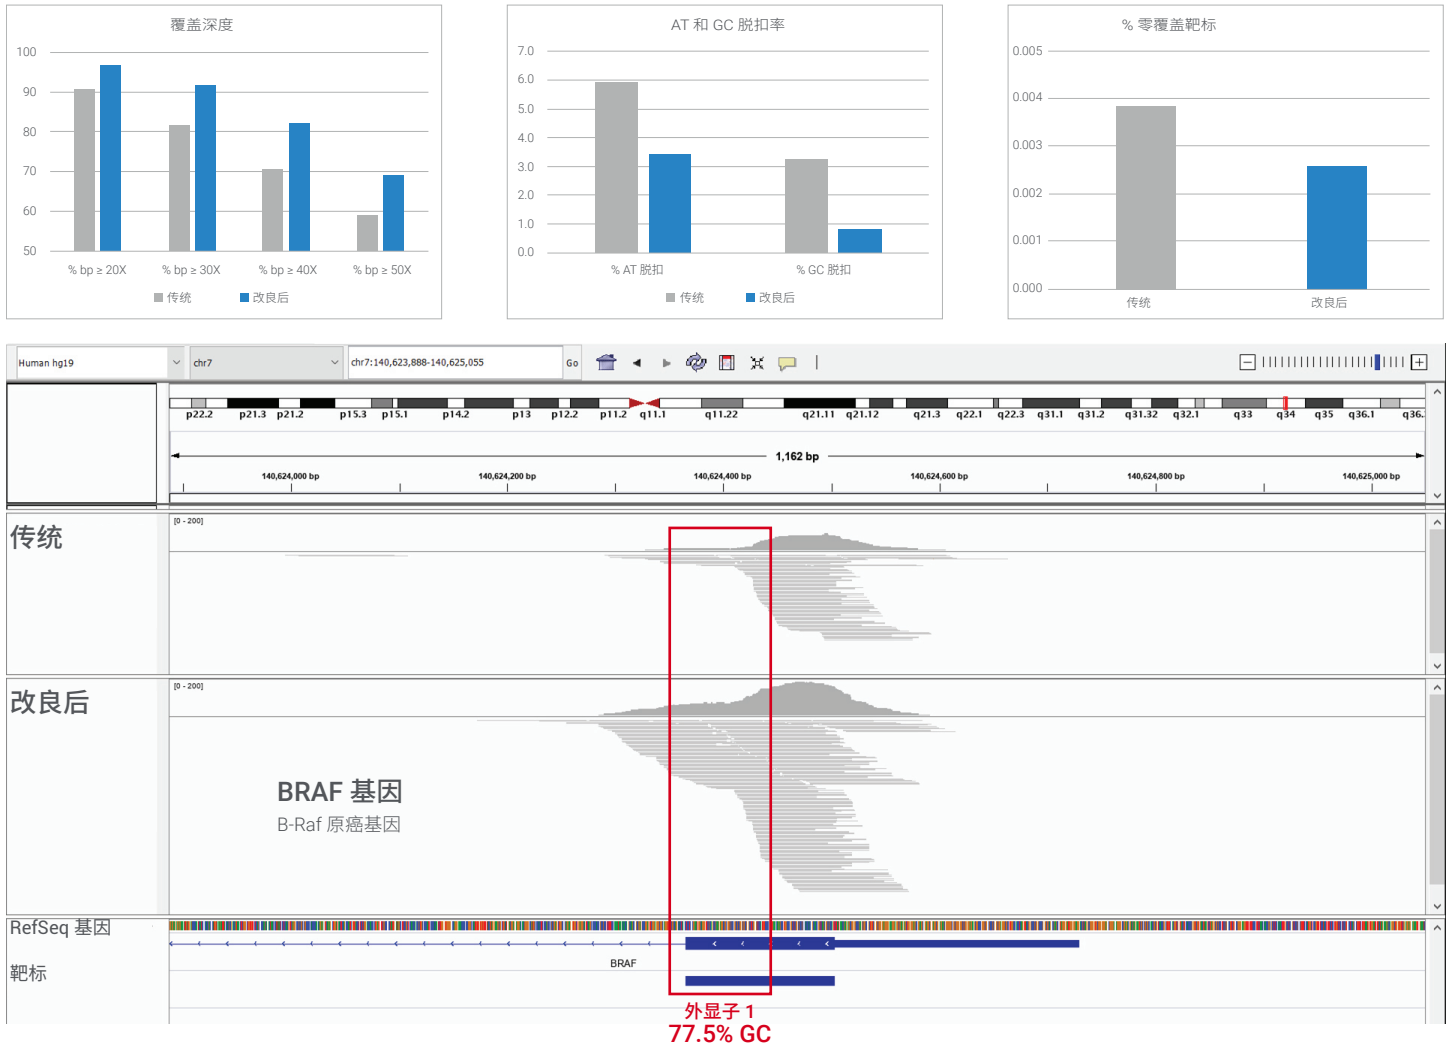 覆盖深度
100
90
80
70
60
50
% bp ≥ 20X
% bp ≥ 30X
% bp ≥ 40X
% bp ≥ 50X
传统
改良后
AT 和 GC 脱扣率
7.0
6.0
5.0
4.0
3.0
2.0
1.0
0.0
% AT 脱扣
% GC 脱扣
传统
改良后
% 零覆盖靶标
0.005
0.004
0.003
0.002
0.001
0.000
传统
改良后
Human hg19
chr7
chr7:140,623,888-140,625,055
Go
p22.2 p21.3 p21.2 p15.3 p15.1 p14.2 p13 p12.2 p11.2 q11.1 q11.22 q21.11 q21.12 q21.3 q22.1 q22.3 q31.1 q31.2 q31.32 q32.1 q33 q34 q35 q36.1 q36.
1,162 bp
140,624,000 bp 140,624,200 bp 140,624,400 bp 140,624,600 bp 140,624,800 bp 140,625,000 bp
传统
[0 - 200]
改良后
[0 - 200]
BRAF 基因
B-Raf 原癌基因
RefSeq 基因
BRAF
靶标
外显子 1
77.5% GC